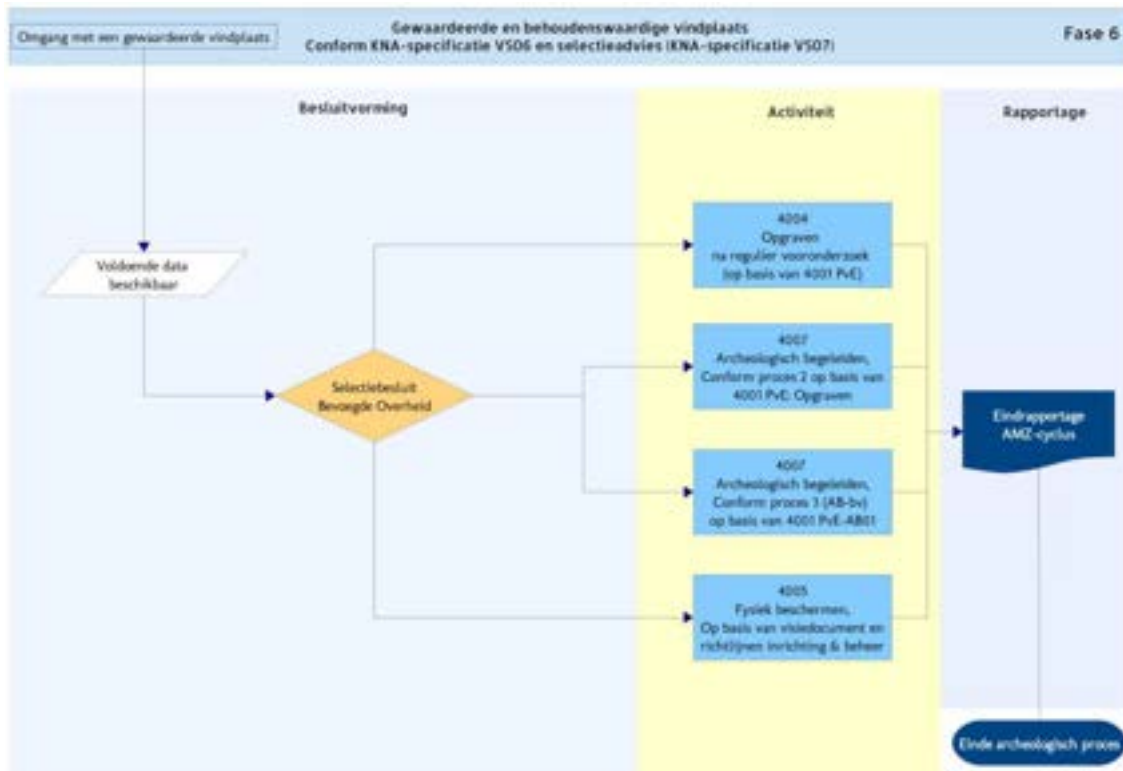 Omgang met een gewaardeerde vindplaats
Gewaardeerde en behoudenswaardige vindplaats
Conform KNA-specificatie VS06 en selectieadvies (KNA-specificatie VS07)
Fase 6
Besluitvorming
Activiteit
Rapportage
Voldoende data
beschikbaar
Selectiebesluit
Bevoegde Overheid
4004
Opgraven
na regulier vooronderzoek
(op basis van 4001 PvE)
4007
Archeologisch begeleiden,
Conform proces 2 op basis van
4001 PvE: Opgraven
4007
Archeologisch begeleiden,
Conform proces (AB-bv)
op basis van 4001 PvE-AB01
4005
Fysiek beschermen,
Op basis van visiedocument en
richtlijnen inrichting & beheer
Eindrapportage
AMZ-cyclus
Einde archeologisch proces